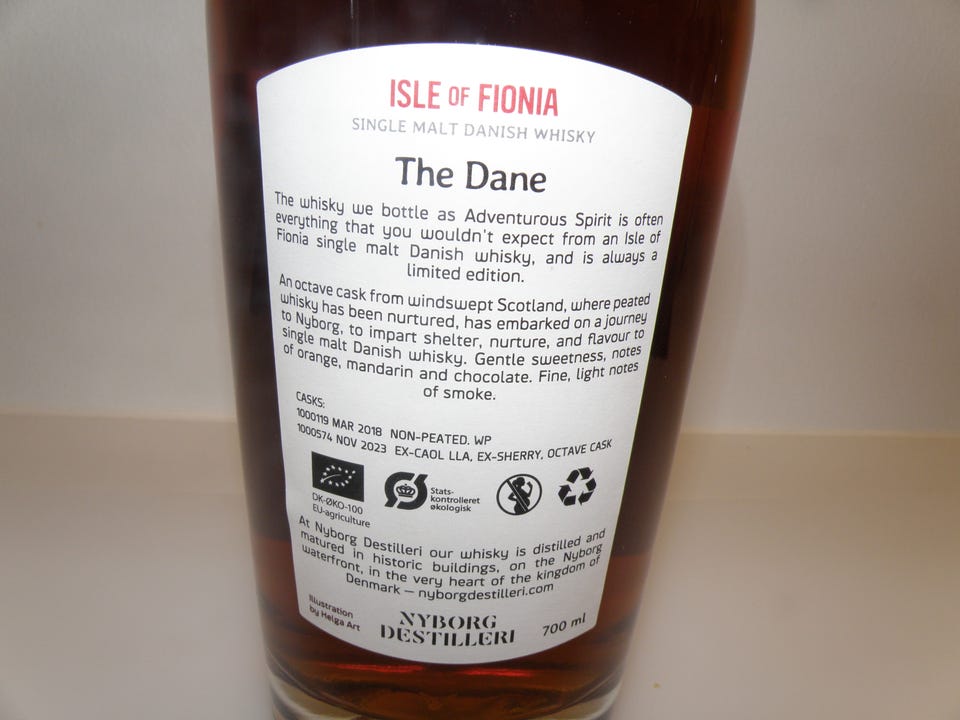 ISLE OF FIONIA
SINGLE MALT DANISH WHISKY
The Dane
The whisky we bottle as Adventurous Spirit is often
everything that you wouldn't expect from an Isle of
Fionia single malt Danish whisky, and is always a
limited edition.
An octave cask from windswept Scotland, where peated
whisky has been nurtured, has embarked on a journey
to Nyborg, to impart shelter, nurture, and flavour to
single malt Danish whisky. Gentle sweetness, notes
of orange, mandarin and chocolate. Fine, light notes
of smoke.
CASKS:
1000119 MAR 2018 NON-PEATED. WP
1000574 NOV 2023 EX-CAOL LLA, EX-SHERRY, OCTAVE CASK
DK-ØKO-100
EU-agriculture
Ø
Stats-
kontrolleret
økologisk
At Nyborg Destilleri our whisky is distilled and
matured in historic buildings, on the Nyborg
waterfront, in the very heart of the kingdom of
Denmark – nyborgdestilleri.com
Illustration
by Helga Art
NYBORG
DESTILLERI
700 ml